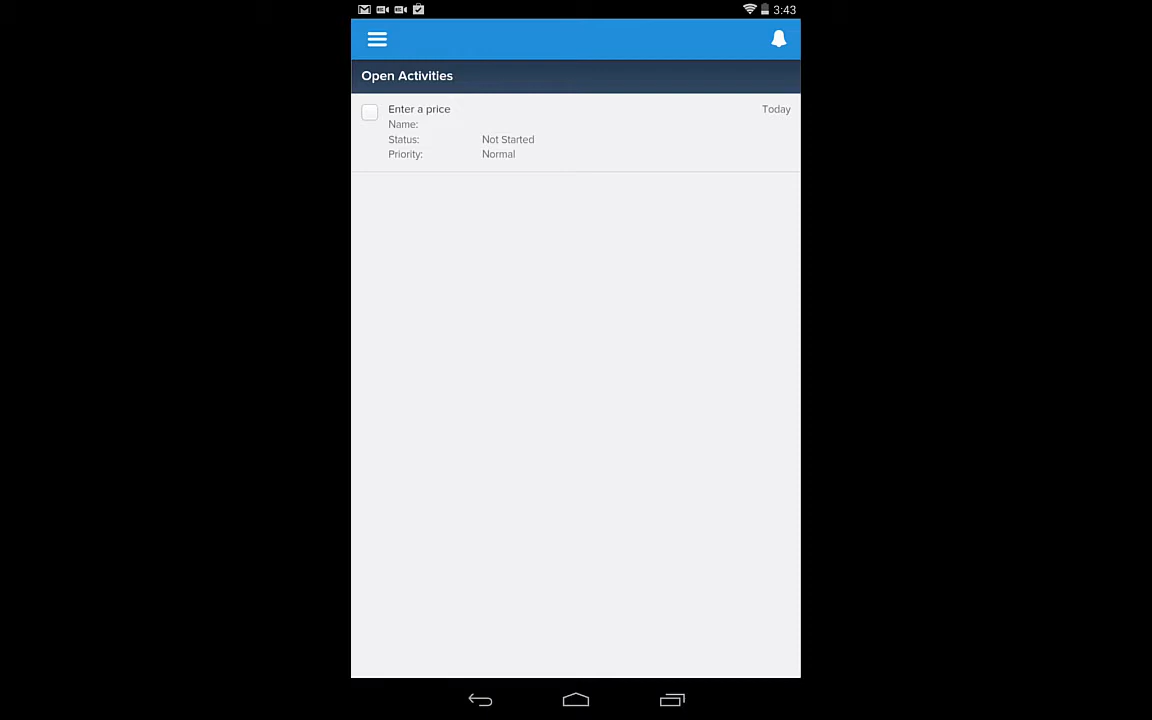 3:43
Open Activities
Enter a price Today
Name:
Status: Not Started
Priority: Normal